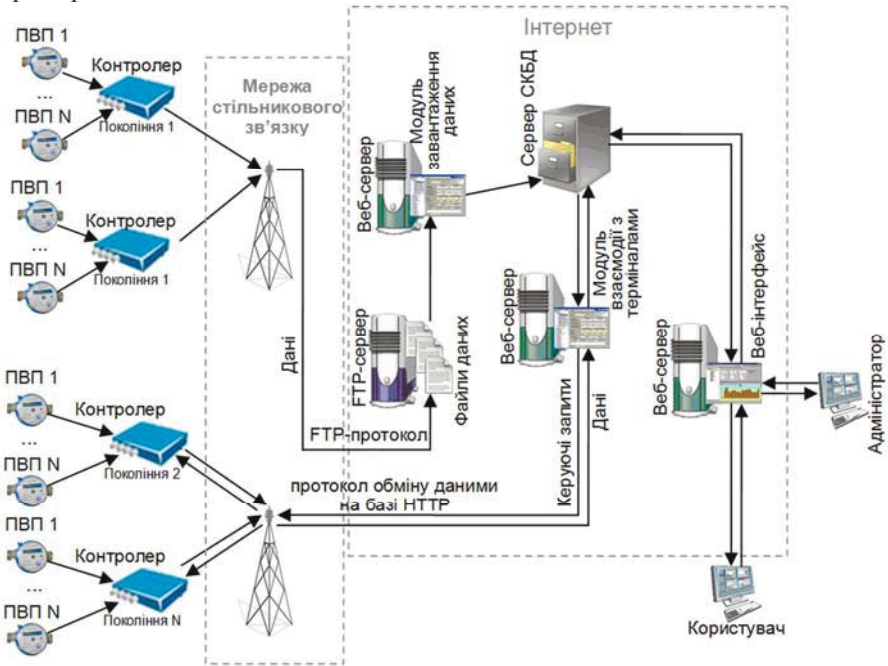 Інтернет
ПВП 1
Контролер
...
ПВП N
Покоління 1
Мережа
стільникового
зв'язку
Модуль
завантаження
даних
Веб-сервер
Сервер СКБД
ПВП 1
Контролер
...
ПВП N
Покоління 1
Дані
FTP-сервер
Файли даних
FTP-протокол
Веб-сервер
Модуль
взаємодії з
терміналами
Керуючі запити
Дані
Веб-сервер
Веб-інтерфейс
Адміністратор
ПВП 1
Контролер
...
ПВП N
Покоління 2
протокол обміну даними
на базі HTTP
ПВП 1
Контролер
...
ПВП N
Покоління N
Користувач